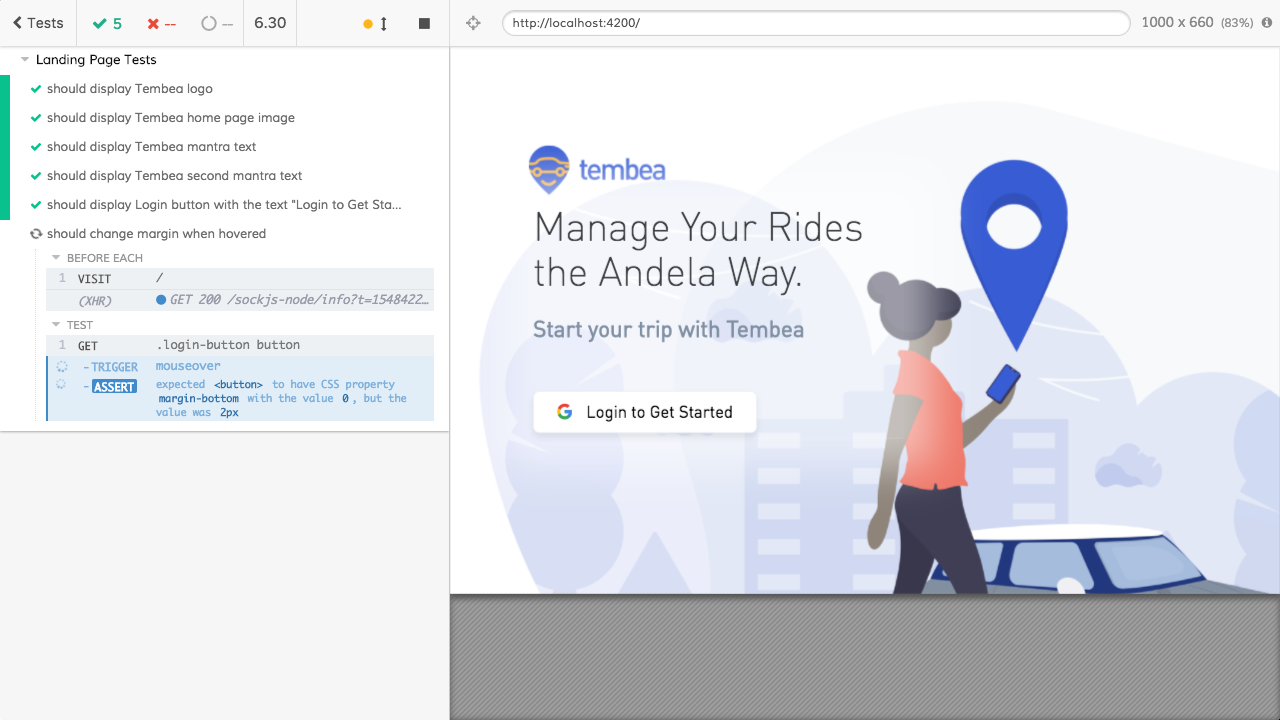 Tests
5
--
--
6.30
http://localhost:4200/
1000 x 660 (83%)
Landing Page Tests
should display Tembea logo
should display Tembea home page image
should display Tembea mantra text
should display Tembea second mantra text
should display Login button with the text "Login to Get Sta...
should change margin when hovered
BEFORE EACH
1 VISIT /
(XHR) GET 200 /sockjs-node/info?t=1548422…
TEST
1 GET .login-button button
-TRIGGER mouseover
-ASSERT expected <button> to have CSS property
margin-bottom with the value 0, but the
value was 2px
tembea
Manage Your Rides
the Andela Way.
Start your trip with Tembea
Login to Get Started